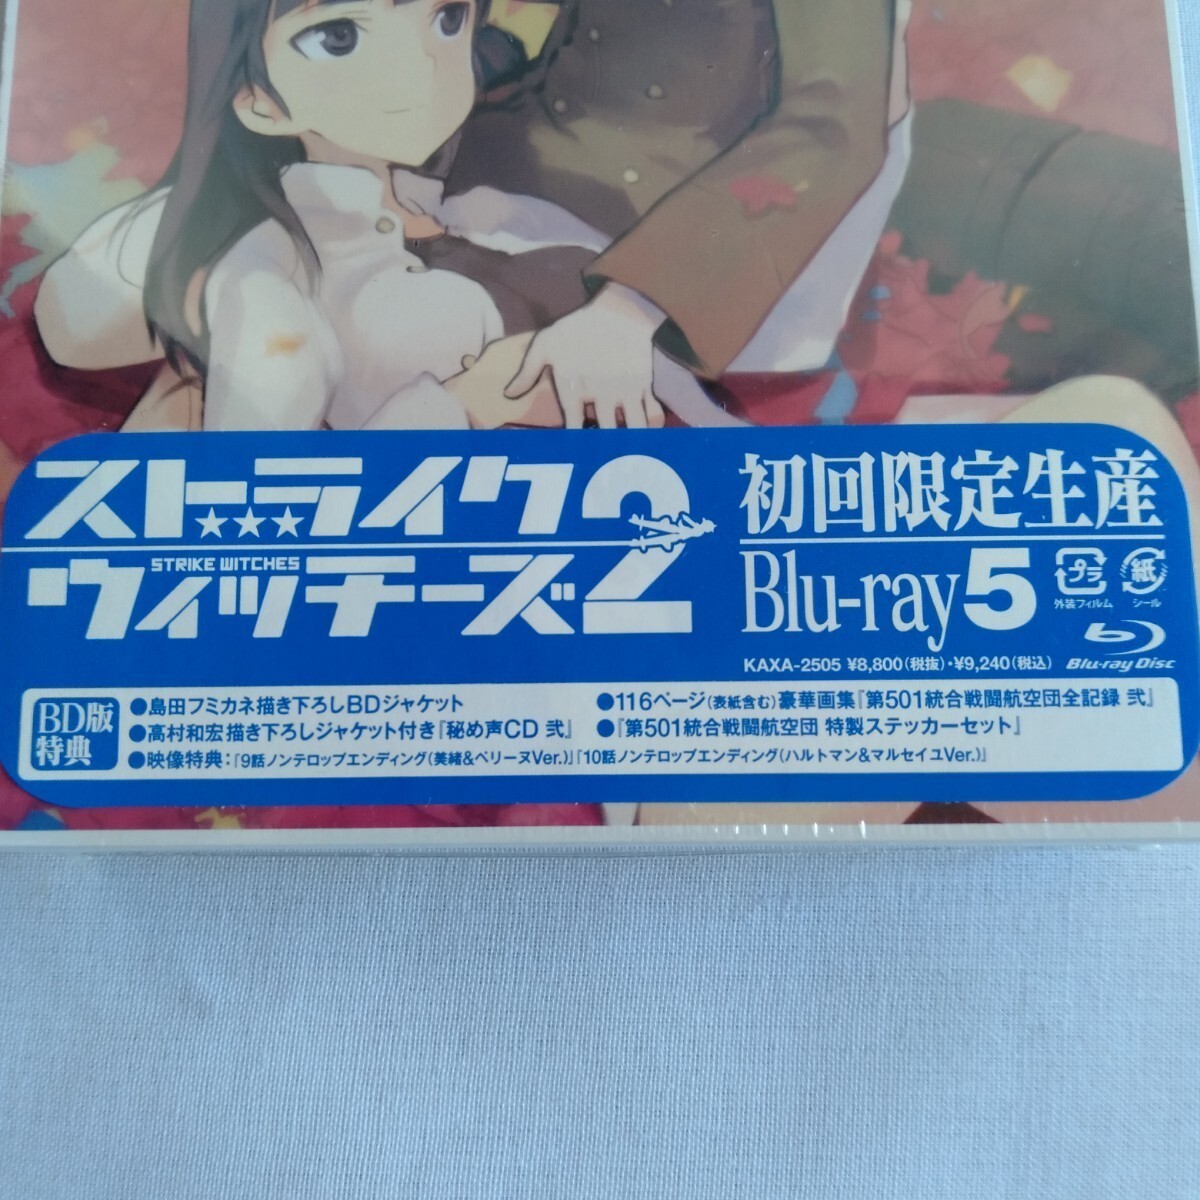 ストライク
STRIKE WITCHES
ウィッチーズ2
初回限定生産
Blu-ray5
プラ
外装フィルム
紙
シール
KAXA-2505 ¥8,800(税抜)・¥9,240(税込)
Blu-ray Disc
BD版
特典
●島田フミカネ描き下ろしBDジャケット
●高村和宏描き下ろしジャケット付き『秘め声CD 弐』
●映像特典:『9話ノンテロップエンディング(美緒&ペリーヌVer.)』『10話ノンテロップエンディング(ハルトマン&マルセイユVer.)』
●116ページ(表紙含む)豪華画集『第501統合戦闘航空団全記録 弐』
●『第501統合戦闘航空団 特製ステッカーセット』